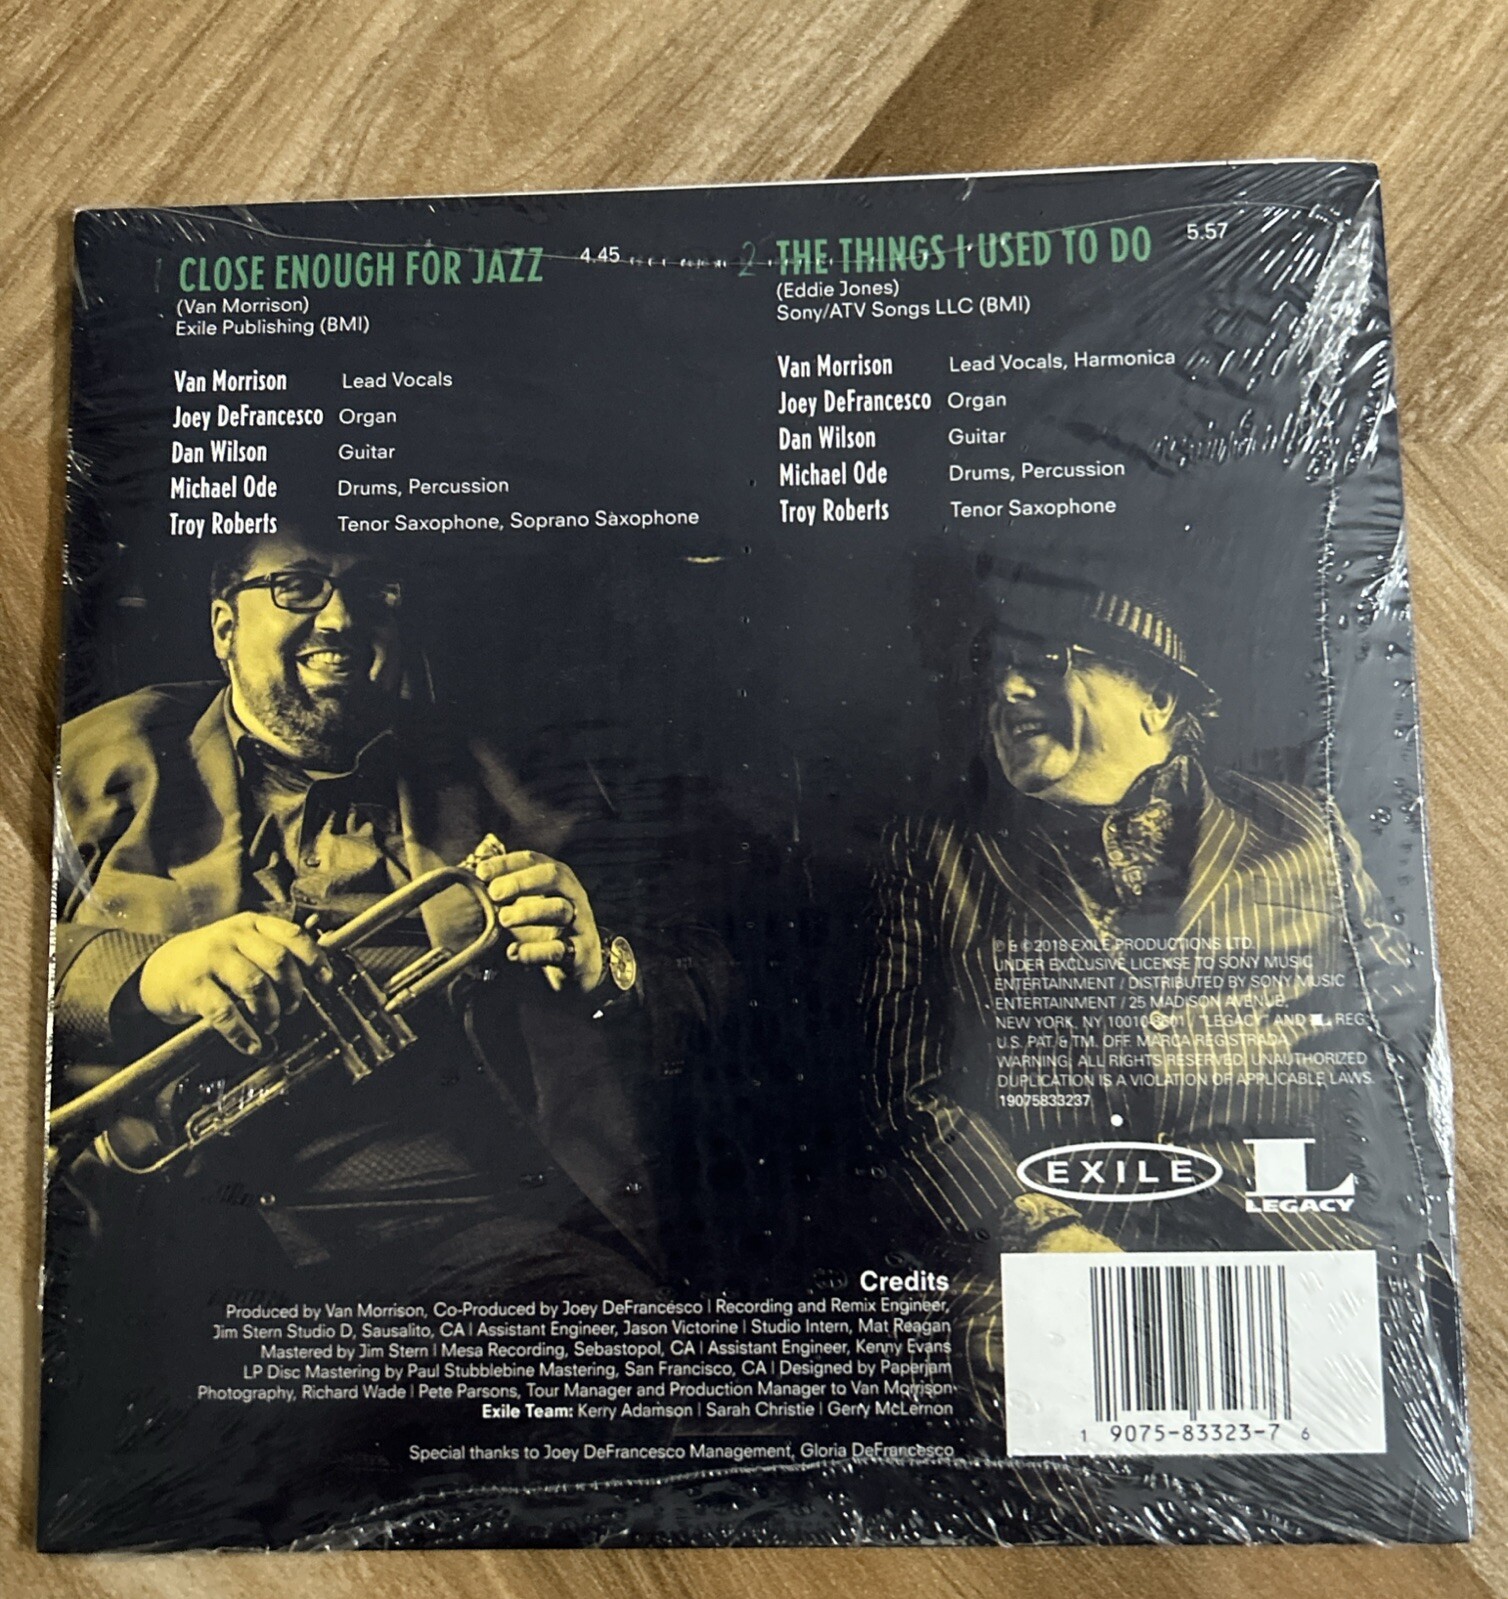 1 CLOSE ENOUGH FOR JAZZ 4.45
(Van Morrison)
Exile Publishing (BMI)
Van Morrison Lead Vocals
Joey DeFrancesco Organ
Dan Wilson Guitar
Michael Ode Drums, Percussion
Troy Roberts Tenor Saxophone, Soprano Saxophone
2 THE THINGS I USED TO DO 5.57
(Eddie Jones)
Sony/ATV Songs LLC (BMI)
Van Morrison Lead Vocals, Harmonica
Joey DeFrancesco Organ
Dan Wilson Guitar
Michael Ode Drums, Percussion
Troy Roberts Tenor Saxophone
℗ & © 2018 EXILE PRODUCTIONS LTD.
UNDER EXCLUSIVE LICENSE TO SONY MUSIC
ENTERTAINMENT / DISTRIBUTED BY SONY MUSIC
ENTERTAINMENT / 25 MADISON AVENUE,
NEW YORK, NY 10010-8601 / "LEGACY" AND L REG.
U.S. PAT. & TM. OFF. MARCA REGISTRADA.
WARNING: ALL RIGHTS RESERVED. UNAUTHORIZED
DUPLICATION IS A VIOLATION OF APPLICABLE LAWS.
19075833237
EXILE
L
LEGACY
Credits
Produced by Van Morrison, Co-Produced by Joey DeFrancesco | Recording and Remix Engineer,
Jim Stern Studio D, Sausalito, CA | Assistant Engineer, Jason Victorine | Studio Intern, Mat Reagan
Mastered by Jim Stern | Mesa Recording, Sebastopol, CA | Assistant Engineer, Kenny Evans
LP Disc Mastering by Paul Stubblebine Mastering, San Francisco, CA | Designed by Paperjam
Photography, Richard Wade | Pete Parsons, Tour Manager and Production Manager to Van Morrison
Exile Team: Kerry Adamson | Sarah Christie | Gerry McLernon
Special thanks to Joey DeFrancesco Management, Gloria DeFrancesco
1 9075-83323-7 6